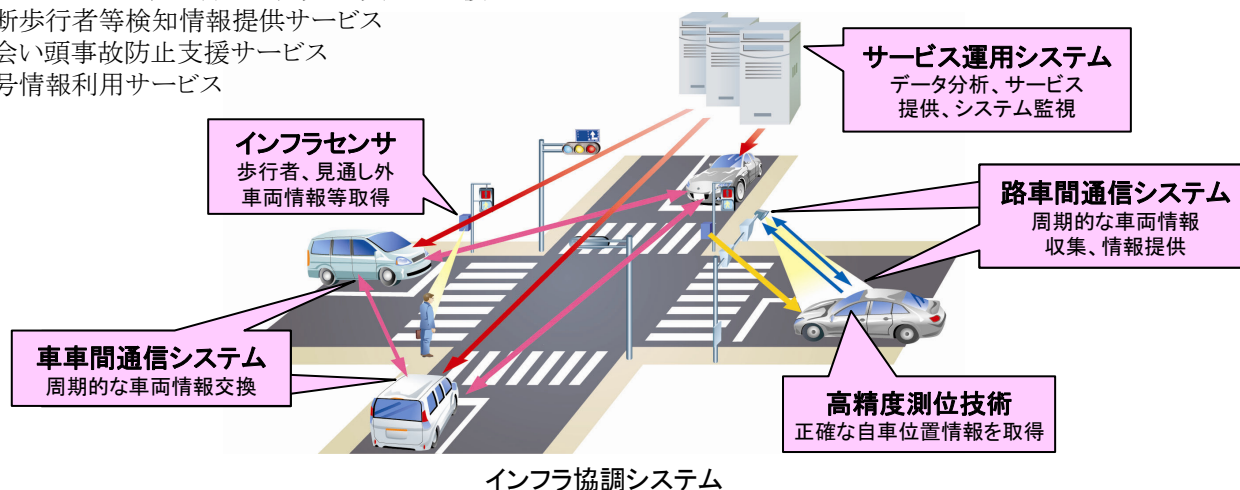 断歩行者等検知情報提供サービス
会い頭事故防止支援サービス
号情報利用サービス
サービス運用システム
データ分析、サービス
提供、システム監視
インフラセンサ
歩行者、見通し外
車両情報等取得
路車間通信システム
周期的な車両情報
収集、情報提供
車車間通信システム
周期的な車両情報交換
高精度測位技術
正確な自車位置情報を取得
インフラ協調システム